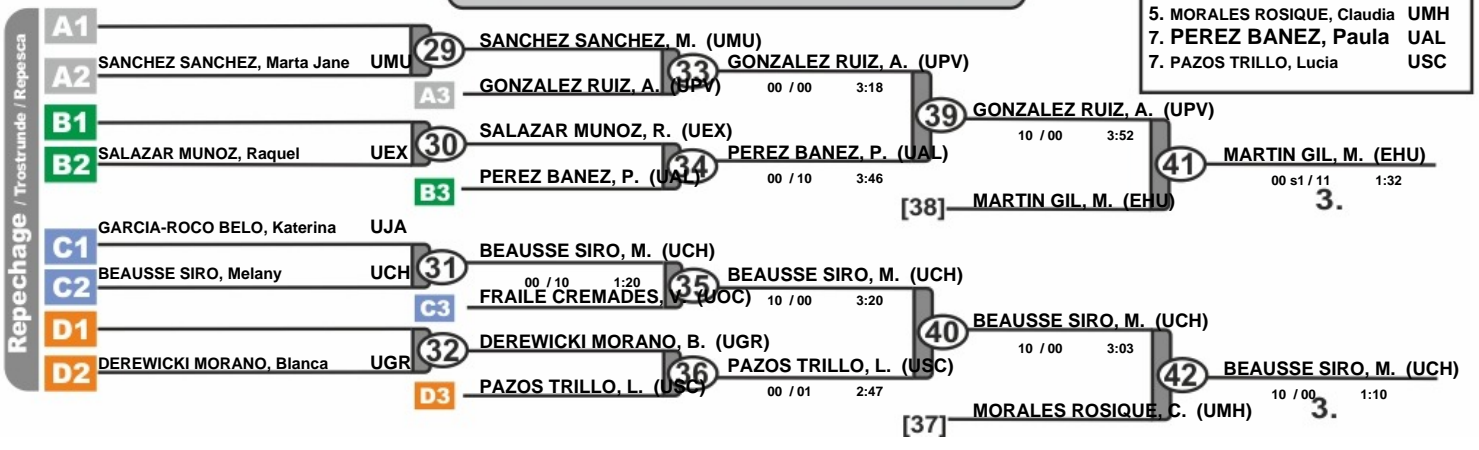 5. MORALES ROSIQUE, Claudia UMH
7. PEREZ BANEZ, Paula UAL
7. PAZOS TRILLO, Lucia USC
Repechage / Trostrunde / Repesca
A1
SANCHEZ SANCHEZ, Marta Jane UMU
A2
B1
SALAZAR MUNOZ, Raquel UEX
B2
GARCIA-ROCO BELO, Katerina UJA
C1
BEAUSSE SIRO, Melany UCH
C2
D1
DEREWICKI MORANO, Blanca UGR
D2
29
30
31
32
SANCHEZ SANCHEZ, M. (UMU)
A3 GONZALEZ RUIZ, A. (UPV)
SALAZAR MUNOZ, R. (UEX)
B3 PEREZ BANEZ, P. (UAL)
BEAUSSE SIRO, M. (UCH)
00 / 10 1:20
C3 FRAILE CREMADES, V. (UOC)
DEREWICKI MORANO, B. (UGR)
D3 PAZOS TRILLO, L. (USC)
33
34
35
36
GONZALEZ RUIZ, A. (UPV)
00 / 00 3:18
PEREZ BANEZ, P. (UAL)
00 / 10 3:46
BEAUSSE SIRO, M. (UCH)
10 / 00 3:20
PAZOS TRILLO, L. (USC)
00 / 01 2:47
39
40
GONZALEZ RUIZ, A. (UPV)
10 / 00 3:52
[38] MARTIN GIL, M. (EHU)
BEAUSSE SIRO, M. (UCH)
10 / 00 3:03
[37] MORALES ROSIQUE, C. (UMH)
41
42
MARTIN GIL, M. (EHU)
00 s1 / 11 1:32
3.
BEAUSSE SIRO, M. (UCH)
10 / 00 1:10
3.